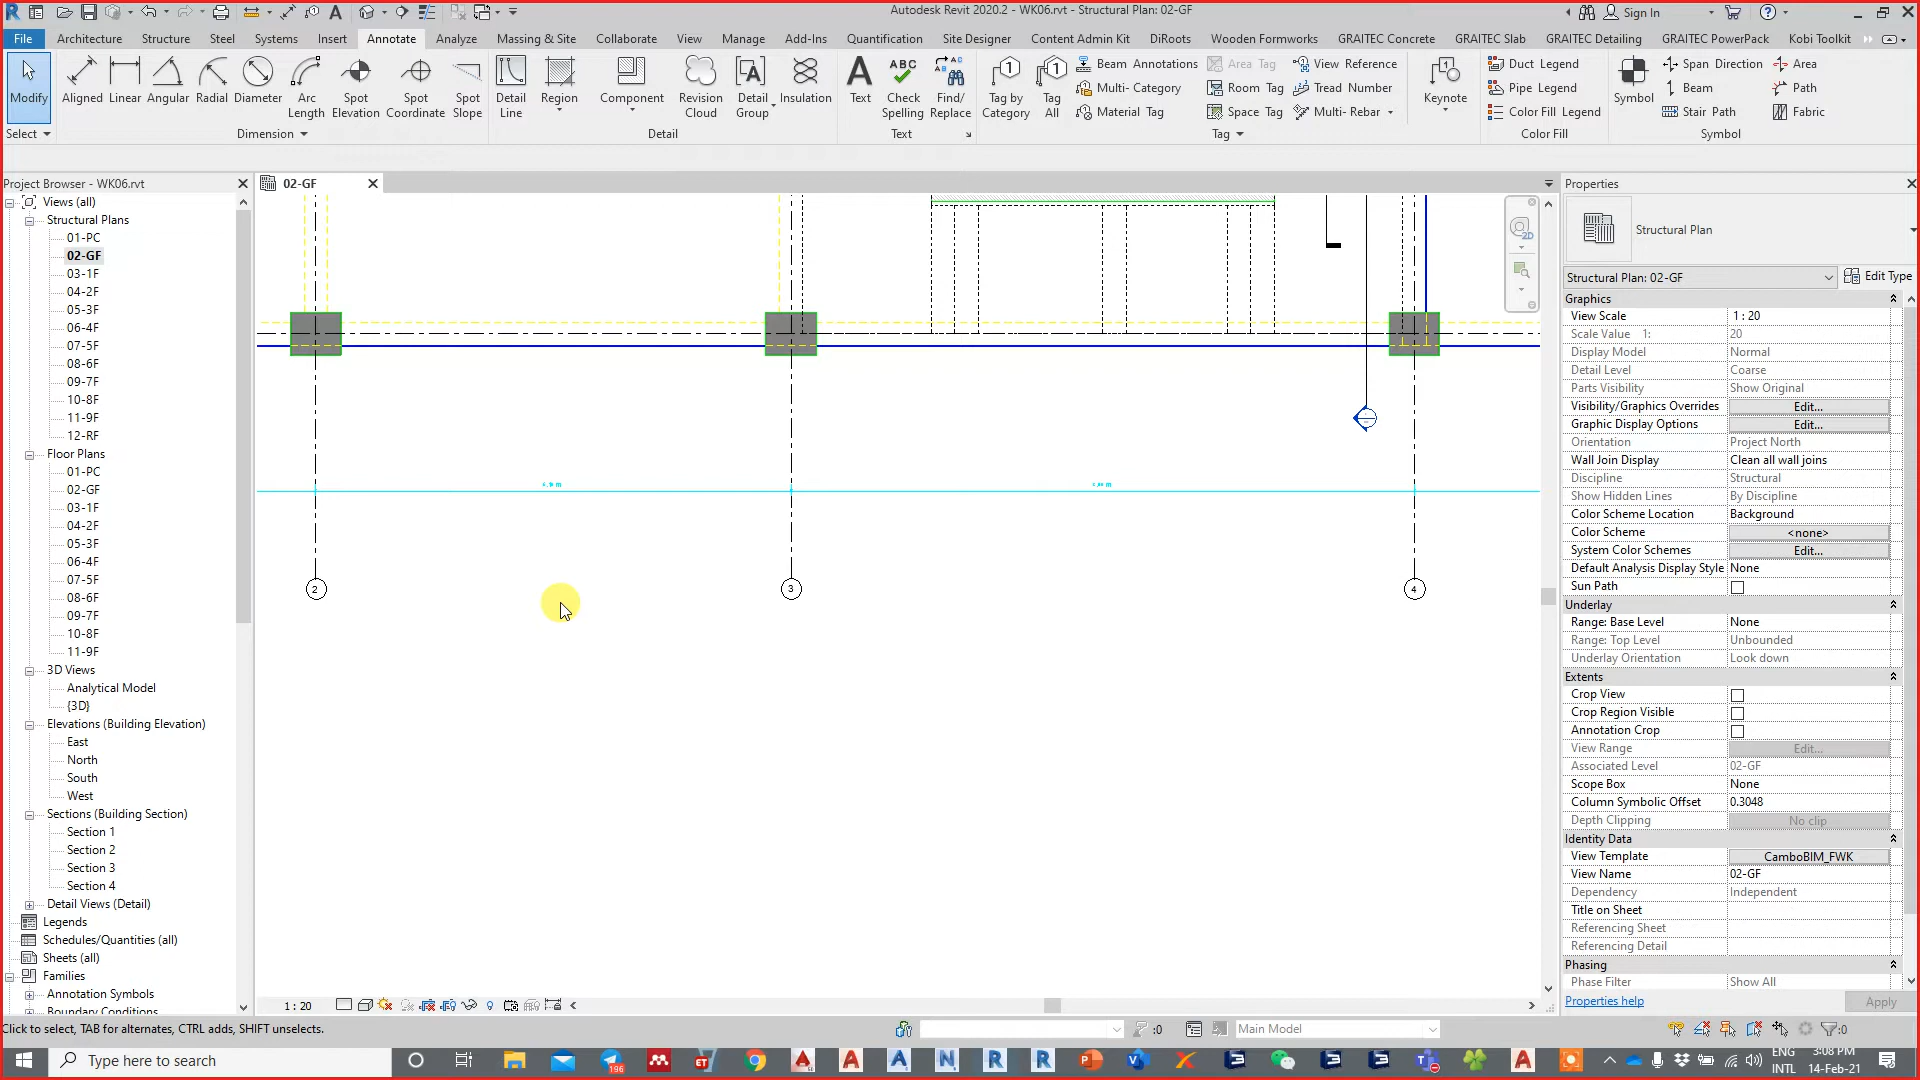 Autodesk Revit 2020.2 - WK06.rvt - Structural Plan: 02-GF
Sign In
File Architecture Structure Steel Systems Insert Annotate Analyze Massing & Site Collaborate View Manage Add-Ins Quantification Site Designer Content Admin Kit DiRoots Wooden Formworks GRAITEC Concrete GRAITEC Slab GRAITEC Detailing GRAITEC PowerPack Kobi Toolkit
Modify
Aligned
Linear
Angular
Radial
Diameter
Arc Length
Spot Elevation
Spot Coordinate
Spot Slope
Detail Line
Region
Component
Revision Cloud
Detail Group
Insulation
Text
ABC
Check Spelling
ABC
Find/ Replace
Tag by Category
Tag All
Beam Annotations
Multi- Category
Material Tag
Area Tag
Room Tag
Space Tag
View Reference
Tread Number
Multi- Rebar
Keynote
Duct Legend
Pipe Legend
Color Fill Legend
Symbol
Span Direction
Beam
Stair Path
Area
Path
Fabric
Select Dimension Detail Text Tag Color Fill Symbol
Project Browser - WK06.rvt
Views (all)
Structural Plans
01-PC
02-GF
03-1F
04-2F
05-3F
06-4F
07-5F
08-6F
09-7F
10-8F
11-9F
12-RF
Floor Plans
01-PC
02-GF
03-1F
04-2F
05-3F
06-4F
07-5F
08-6F
09-7F
10-8F
11-9F
3D Views
Analytical Model
{3D}
Elevations (Building Elevation)
East
North
South
West
Sections (Building Section)
Section 1
Section 2
Section 3
Section 4
Detail Views (Detail)
Legends
Schedules/Quantities (all)
Sheets (all)
Families
Annotation Symbols
Boundary Conditions
02-GF
2D
2
3
4
1 : 20
Properties
Structural Plan
Structural Plan: 02-GF Edit Type
Graphics
View Scale 1 : 20
Scale Value 1: 20
Display Model Normal
Detail Level Coarse
Parts Visibility Show Original
Visibility/Graphics Overrides Edit...
Graphic Display Options Edit...
Orientation Project North
Wall Join Display Clean all wall joins
Discipline Structural
Show Hidden Lines By Discipline
Color Scheme Location Background
Color Scheme <none>
System Color Schemes Edit...
Default Analysis Display Style None
Sun Path
Underlay
Range: Base Level None
Range: Top Level Unbounded
Underlay Orientation Look down
Extents
Crop View
Crop Region Visible
Annotation Crop
View Range Edit...
Associated Level 02-GF
Scope Box None
Column Symbolic Offset 0.3048
Depth Clipping No clip
Identity Data
View Template CamboBIM_FWK
View Name 02-GF
Dependency Independent
Title on Sheet
Referencing Sheet
Referencing Detail
Phasing
Phase Filter Show All
Properties help Apply
Click to select, TAB for alternates, CTRL adds, SHIFT unselects.
:0
Main Model
:0
Type here to search
196
ENG
INTL
3:08 PM
14-Feb-21